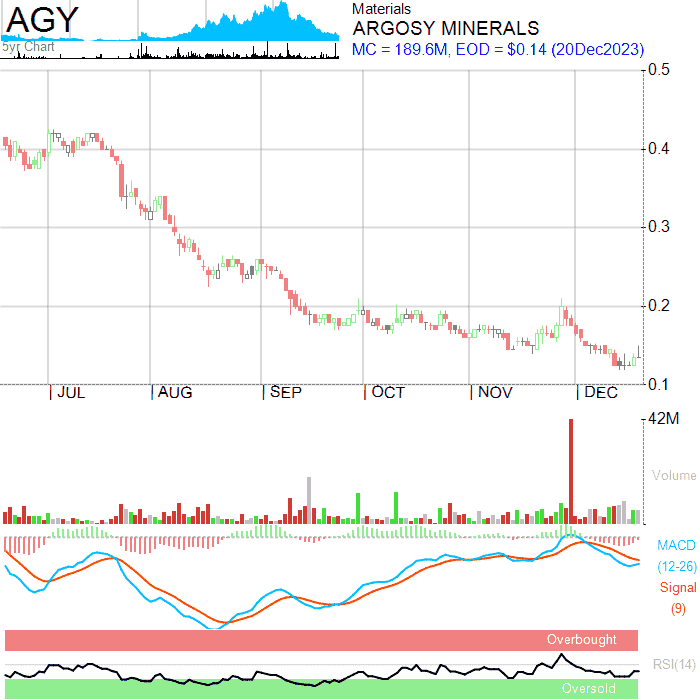 AGY
5yr Chart
Materials
ARGOSY MINERALS
MC = 189.6M, EOD = $0.14 (20Dec2023)
0.5
0.4
0.3
0.2
0.1
JUL AUG SEP OCT NOV DEC
42M
Volume
MACD
(12-26)
Signal
(9)
Overbought
RSI(14)
Oversold